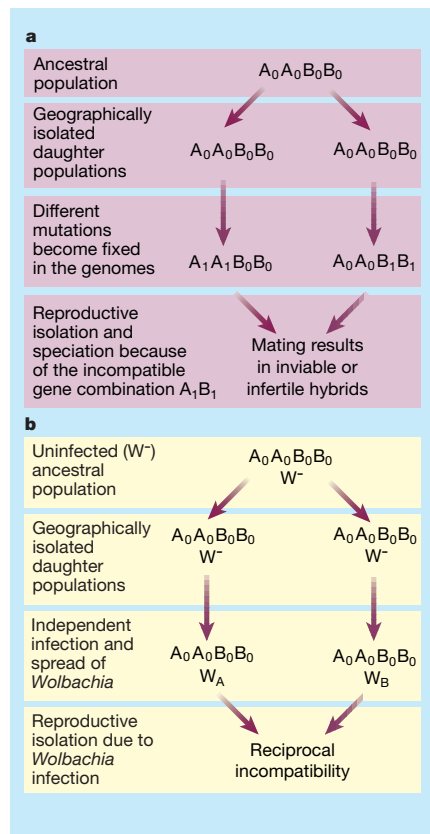 a
Ancestral
population
A₀A₀B₀B₀
Geographically
isolated
daughter
populations
A₀A₀B₀B₀
A₀A₀B₀B₀
Different
mutations
become fixed
in the genomes
A₁A₁B₀B₀
A₀A₀B₁B₁
Reproductive
isolation and
speciation because
of the incompatible
gene combination A₁B₁
Mating results
in inviable or
infertile hybrids
b
Uninfected (W⁻)
ancestral
population
A₀A₀B₀B₀
W⁻
Geographically
isolated
daughter
populations
A₀A₀B₀B₀
W⁻
A₀A₀B₀B₀
W⁻
Independent
infection and
spread of
Wolbachia
A₀A₀B₀B₀
W_A
A₀A₀B₀B₀
W_B
Reproductive
isolation due to
Wolbachia
infection
Reciprocal
incompatibility